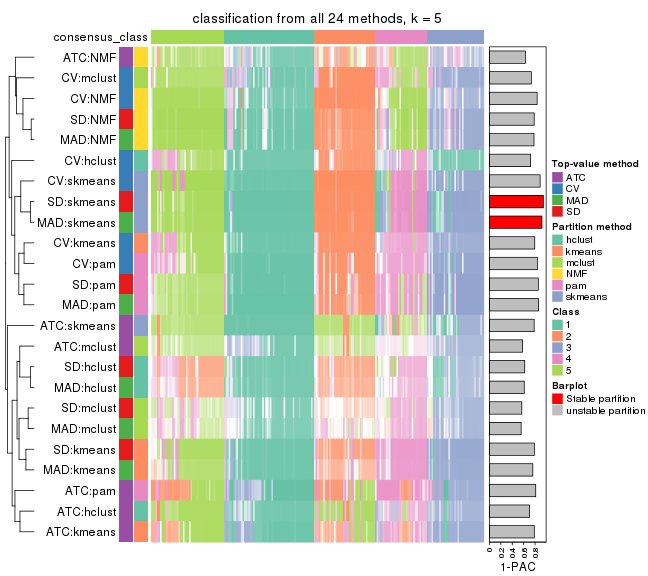 classification from all 24 methods, k = 5
consensus_class
ATC:NMF
CV:mclust
CV:NMF
SD:NMF
MAD:NMF
CV:hclust
CV:skmeans
SD:skmeans
MAD:skmeans
CV:kmeans
CV:pam
SD:pam
MAD:pam
ATC:skmeans
ATC:mclust
SD:hclust
MAD:hclust
SD:mclust
MAD:mclust
SD:kmeans
MAD:kmeans
ATC:pam
ATC:hclust
ATC:kmeans
0
0.2
0.4
0.6
0.8
1-PAC
Top-value method
ATC
CV
MAD
SD
Partition method
hclust
kmeans
mclust
NMF
pam
skmeans
Class
1
2
3
4
5
Barplot
Stable partition
unstable partition